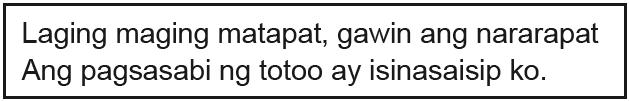 Laging maging matapat, gawin ang nararapat
Ang pagsasabi ng totoo ay isinasaisip ko.